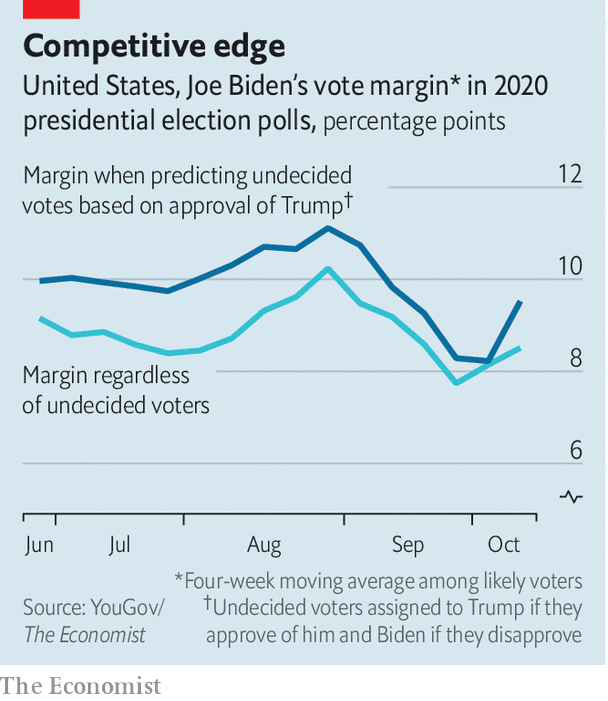 Competitive edge
United States, Joe Biden’s vote margin* in 2020
presidential election polls, percentage points
Margin when predicting undecided
votes based on approval of Trump†
12
10
8
Margin regardless
of undecided voters
6
Jun Jul Aug Sep Oct
*Four-week moving average among likely voters
†Undecided voters assigned to Trump if they
approve of him and Biden if they disapprove
Source: YouGov/
The Economist
The Economist